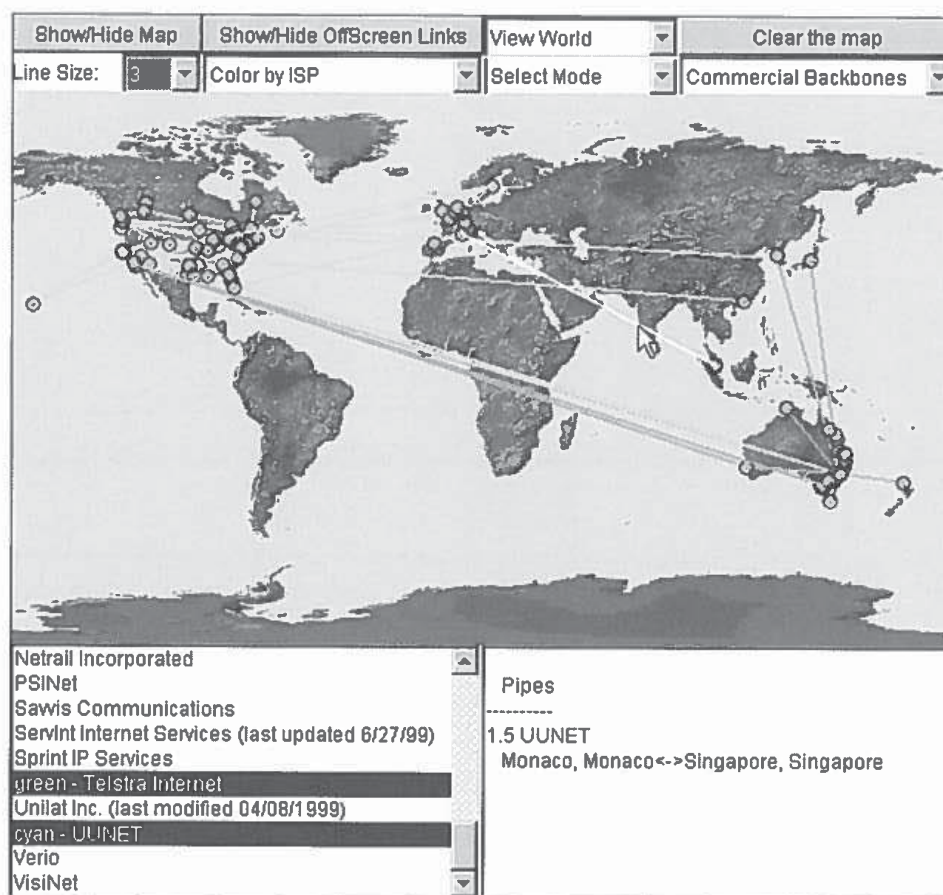 Show/Hide Map
Show/Hide OffScreen Links
View World
Clear the map
Line Size:
3
Color by ISP
Select Mode
Commercial Backbones
Netrail Incorporated
PSINet
Savvis Communications
ServInt Internet Services (last updated 6/27/99)
Sprint IP Services
green - Telstra Internet
Unilat Inc. (last modified 04/08/1999)
cyan - UUNET
Verio
VisiNet
Pipes
----------
1.5 UUNET
Monaco, Monaco<->Singapore, Singapore